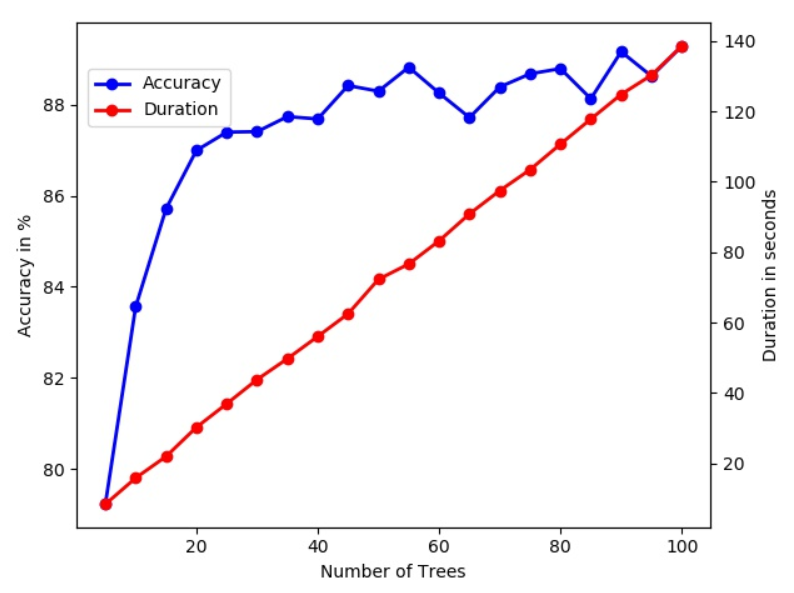 Accuracy
Duration
88
86
84
82
80
Accuracy in %
140
120
100
80
60
40
20
Duration in seconds
20 40 60 80 100
Number of Trees